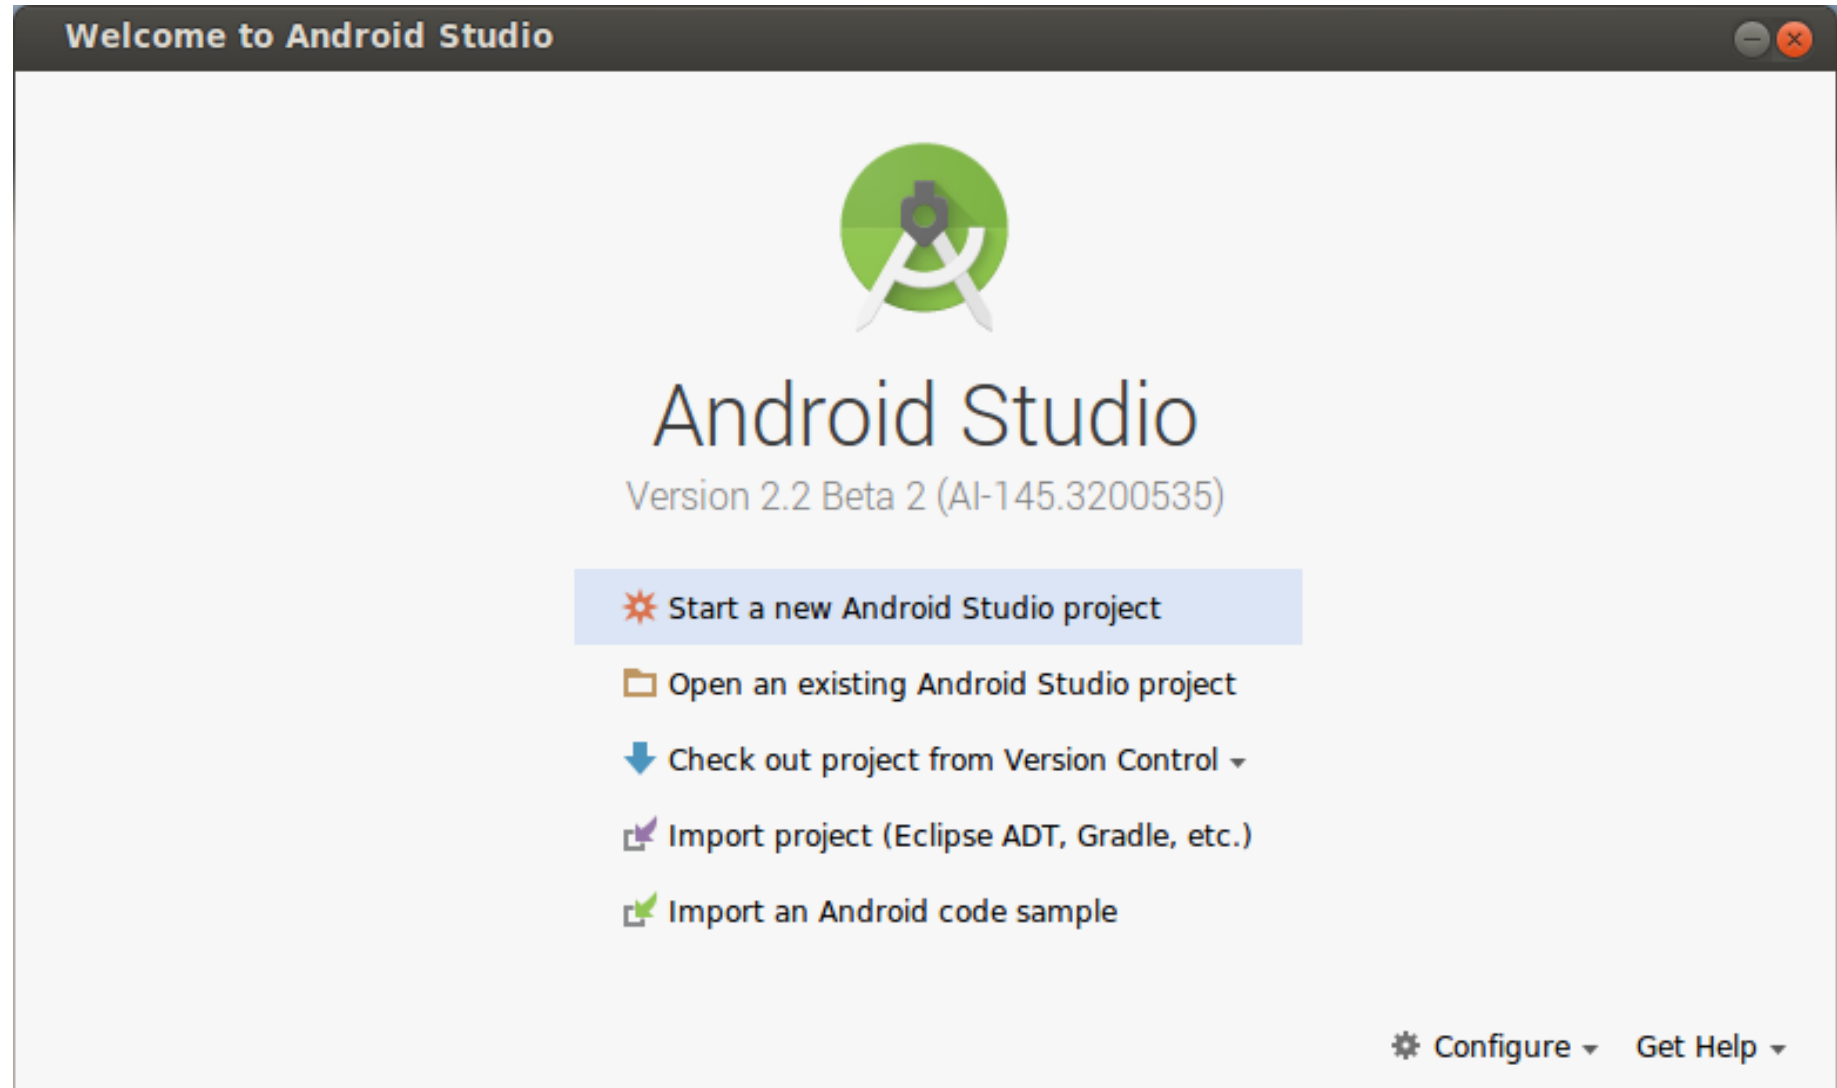 Welcome to Android Studio
Android Studio
Version 2.2 Beta 2 (AI-145.3200535)
Start a new Android Studio project
Open an existing Android Studio project
Check out project from Version Control
Import project (Eclipse ADT, Gradle, etc.)
Import an Android code sample
Configure Get Help